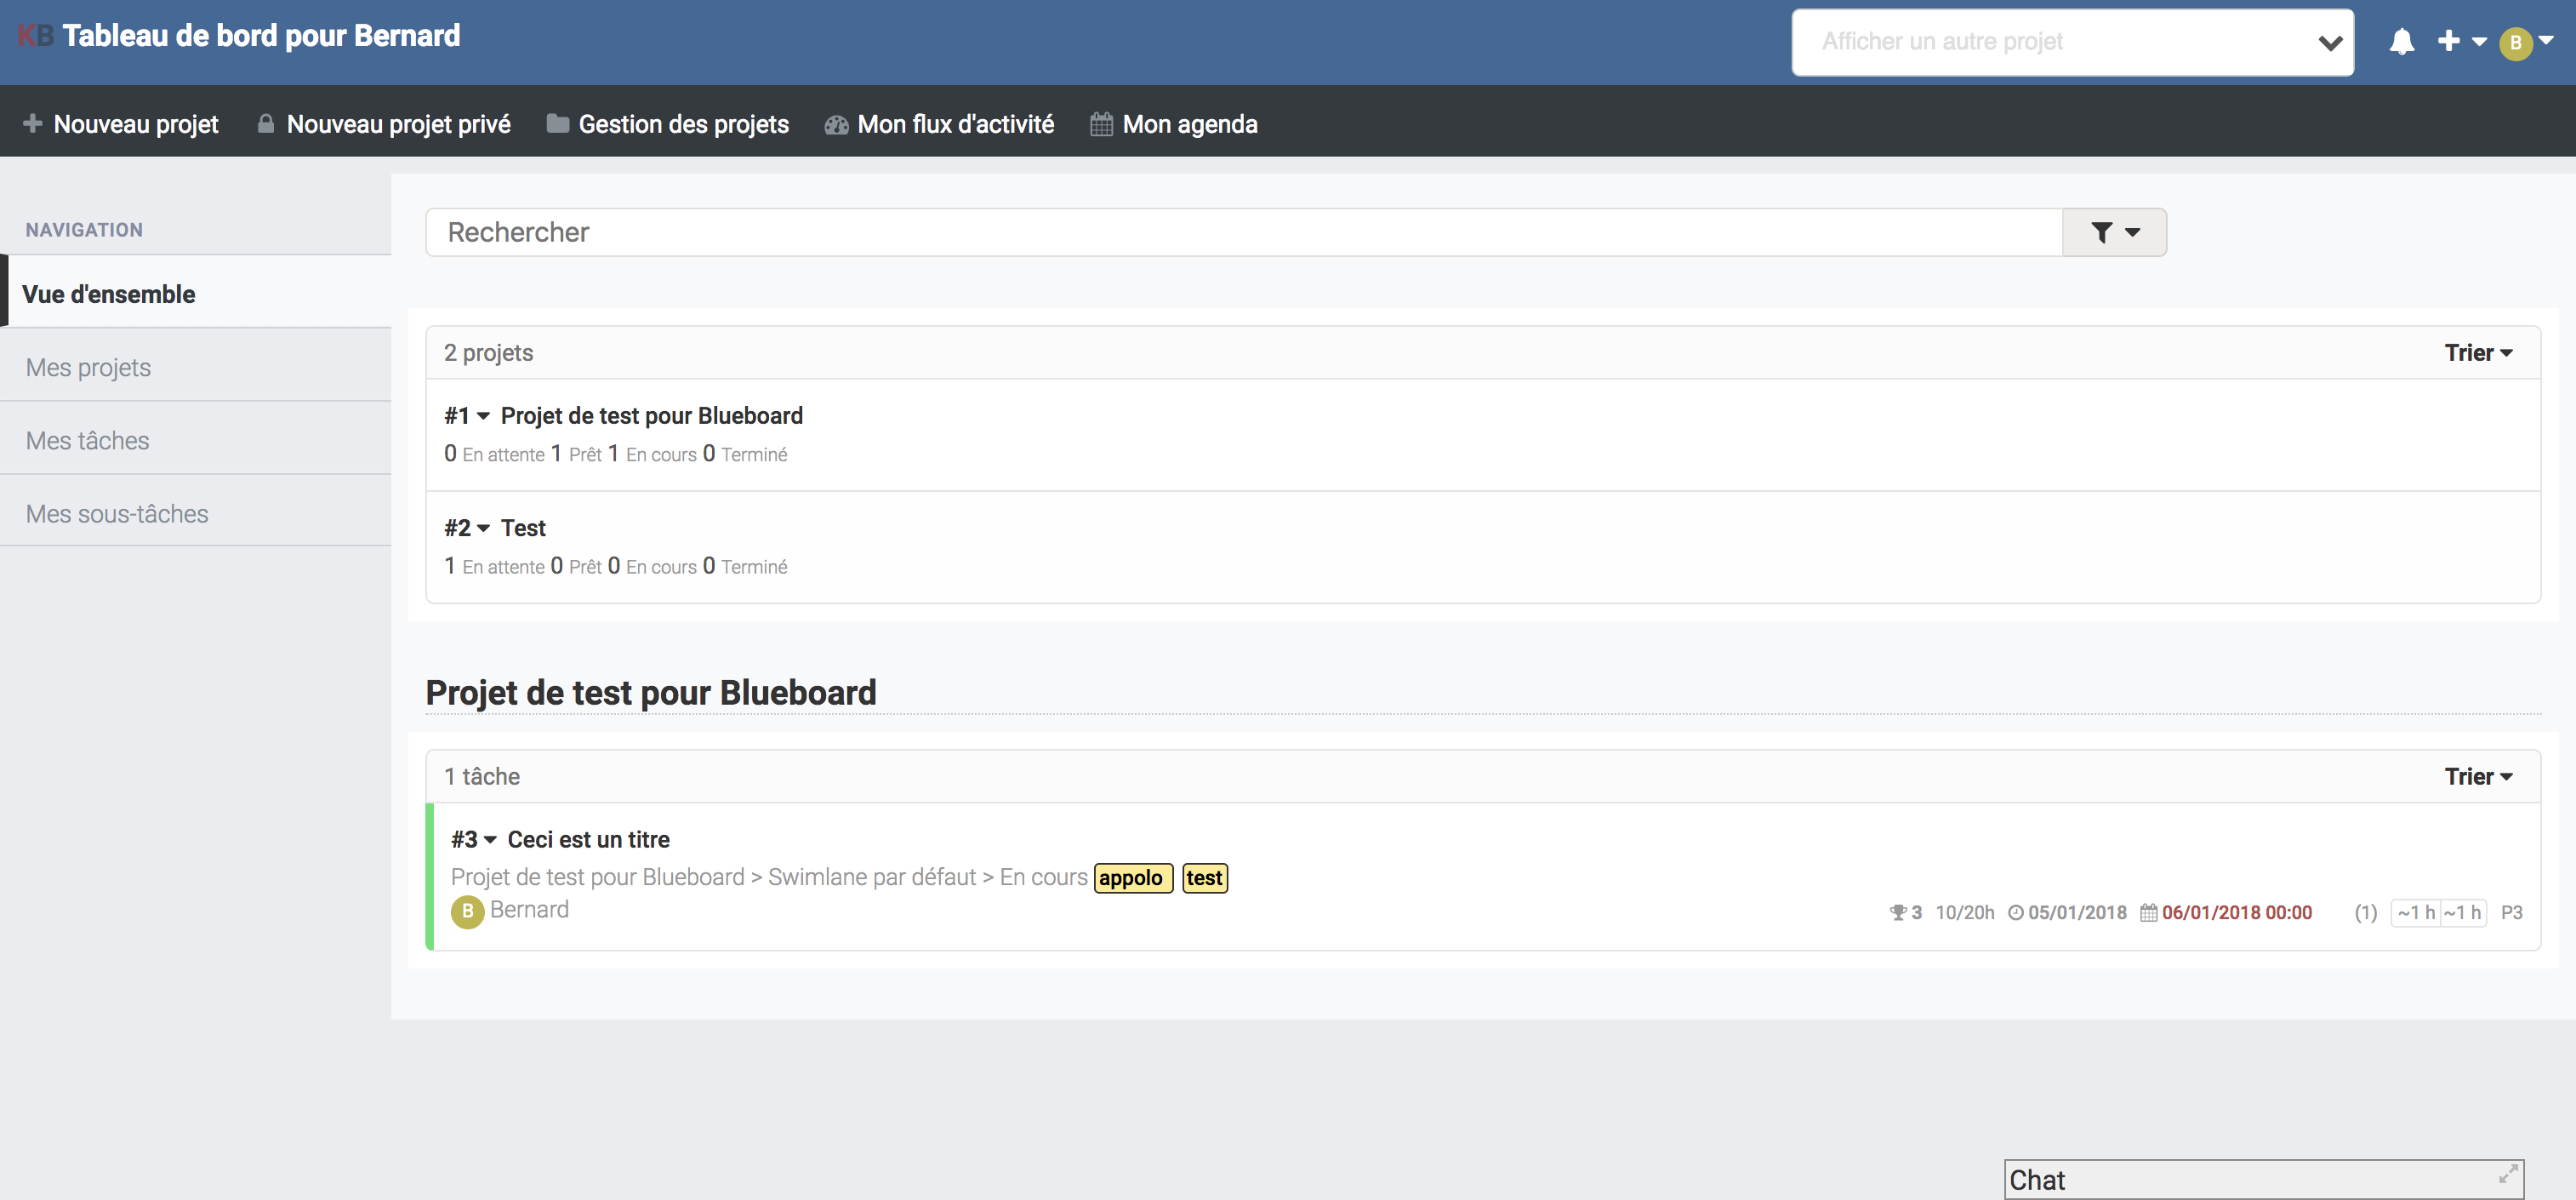 KB Tableau de bord pour Bernard
Afficher un autre projet
B
Nouveau projet Nouveau projet privé Gestion des projets Mon flux d'activité Mon agenda
NAVIGATION
Vue d'ensemble
Mes projets
Mes tâches
Mes sous-tâches
Rechercher
2 projets Trier
#1 Projet de test pour Blueboard
0 En attente 1 Prêt 1 En cours 0 Terminé
#2 Test
1 En attente 0 Prêt 0 En cours 0 Terminé
Projet de test pour Blueboard
1 tâche Trier
#3 Ceci est un titre
Projet de test pour Blueboard > Swimlane par défaut > En cours appolo test
B Bernard
3 10/20h 05/01/2018 06/01/2018 00:00 (1) ~1 h ~1 h P3
Chat